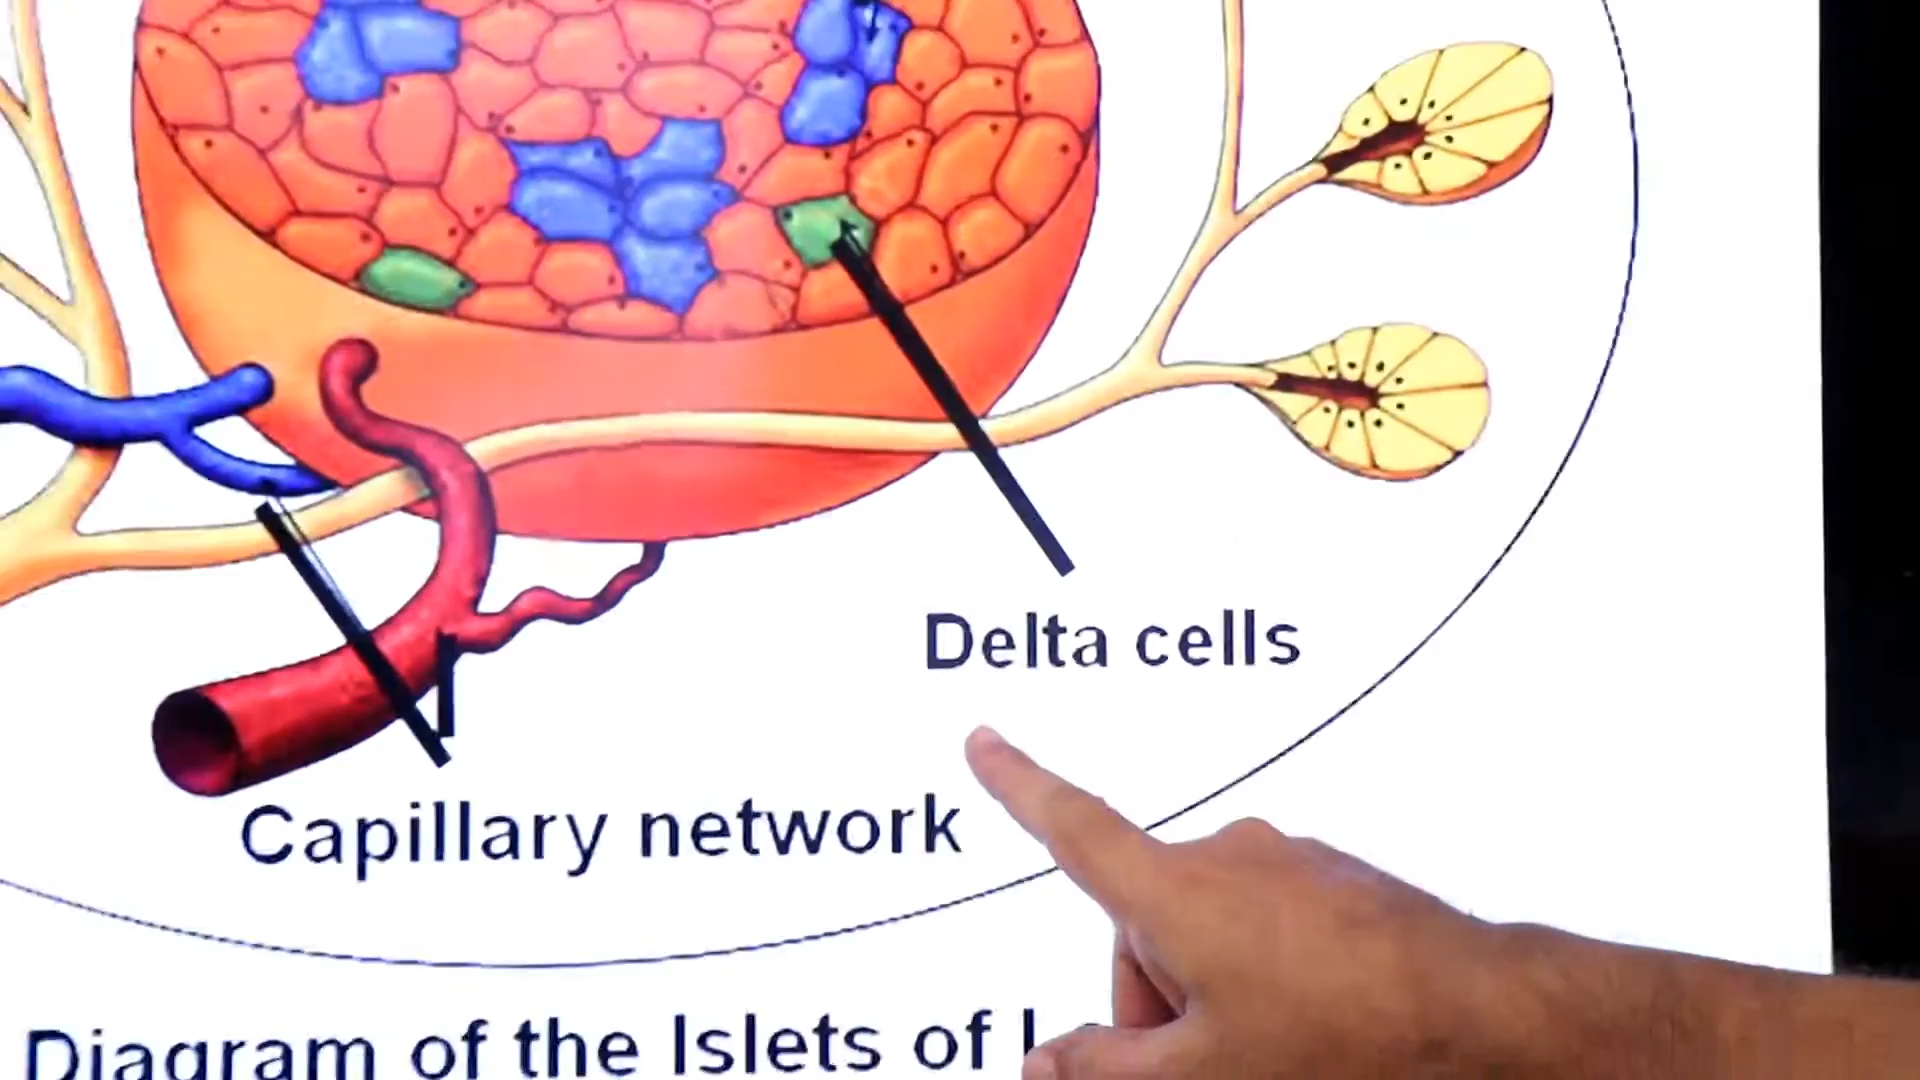 Delta cells
Capillary network
Diagram of the Islets of